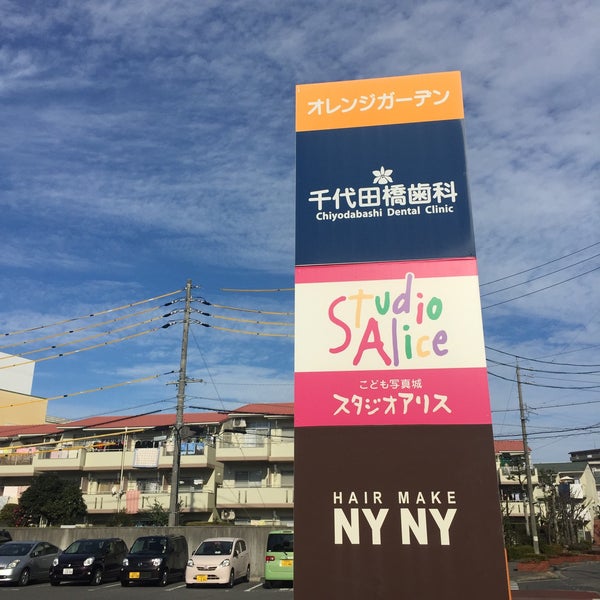 オレンジガーデン
千代田橋歯科
Chiyodabashi Dental Clinic
Studio
Alice
こども写真城
スタジオアリス
HAIR MAKE
NY NY